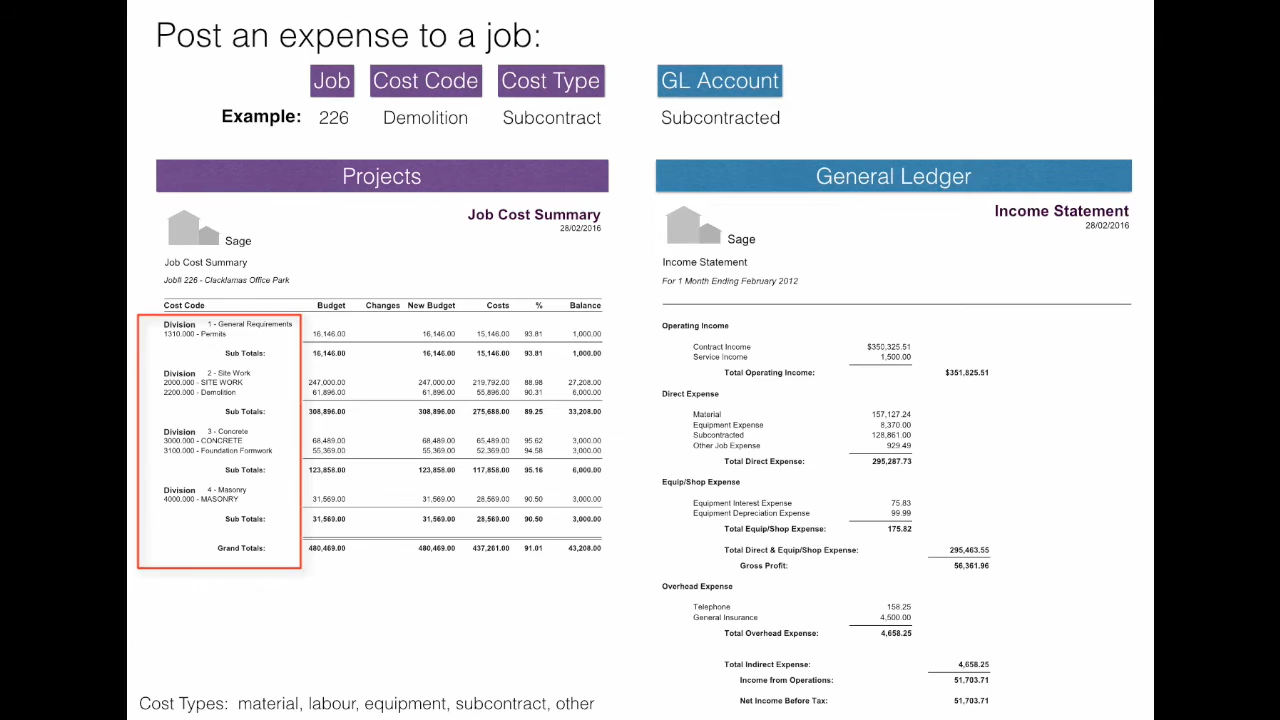 Post an expense to a job:
Job Cost Code Cost Type GL Account
Example: 226 Demolition Subcontract Subcontracted
Projects
Sage
Job Cost Summary
28/02/2016
Job Cost Summary
Job# 226 - Clacklamas Office Park
Cost Code Budget Changes New Budget Costs % Balance
Division 1 - General Requirements
1310.000 - Permits 16,146.00 16,146.00 15,146.00 93.81 1,000.00
Sub Totals: 16,146.00 16,146.00 15,146.00 93.81 1,000.00
Division 2 - Site Work
2000.000 - SITE WORK 247,000.00 247,000.00 219,792.00 88.98 27,208.00
2200.000 - Demolition 61,896.00 61,896.00 55,896.00 90.31 6,000.00
Sub Totals: 308,896.00 308,896.00 275,688.00 89.25 33,208.00
Division 3 - Concrete
3000.000 - CONCRETE 68,489.00 68,489.00 65,489.00 95.62 3,000.00
3100.000 - Foundation Formwork 55,369.00 55,369.00 52,369.00 94.58 3,000.00
Sub Totals: 123,858.00 123,858.00 117,858.00 95.16 6,000.00
Division 4 - Masonry
4000.000 - MASONRY 31,569.00 31,569.00 28,569.00 90.50 3,000.00
Sub Totals: 31,569.00 31,569.00 28,569.00 90.50 3,000.00
Grand Totals: 480,469.00 480,469.00 437,261.00 91.01 43,208.00
Cost Types: material, labour, equipment, subcontract, other
General Ledger
Sage
Income Statement
28/02/2016
Income Statement
For 1 Month Ending February 2012
Operating Income
Contract Income $350,325.51
Service Income 1,500.00
Total Operating Income: $351,825.51
Direct Expense
Material 157,127.24
Equipment Expense 8,370.00
Subcontracted 128,861.00
Other Job Expense 929.49
Total Direct Expense: 295,287.73
Equip/Shop Expense
Equipment Interest Expense 75.83
Equipment Depreciation Expense 99.99
Total Equip/Shop Expense: 175.82
Total Direct & Equip/Shop Expense: 295,463.55
Gross Profit: 56,361.96
Overhead Expense
Telephone 158.25
General Insurance 4,500.00
Total Overhead Expense: 4,658.25
Total Indirect Expense: 4,658.25
Income from Operations: 51,703.71
Net Income Before Tax: 51,703.71